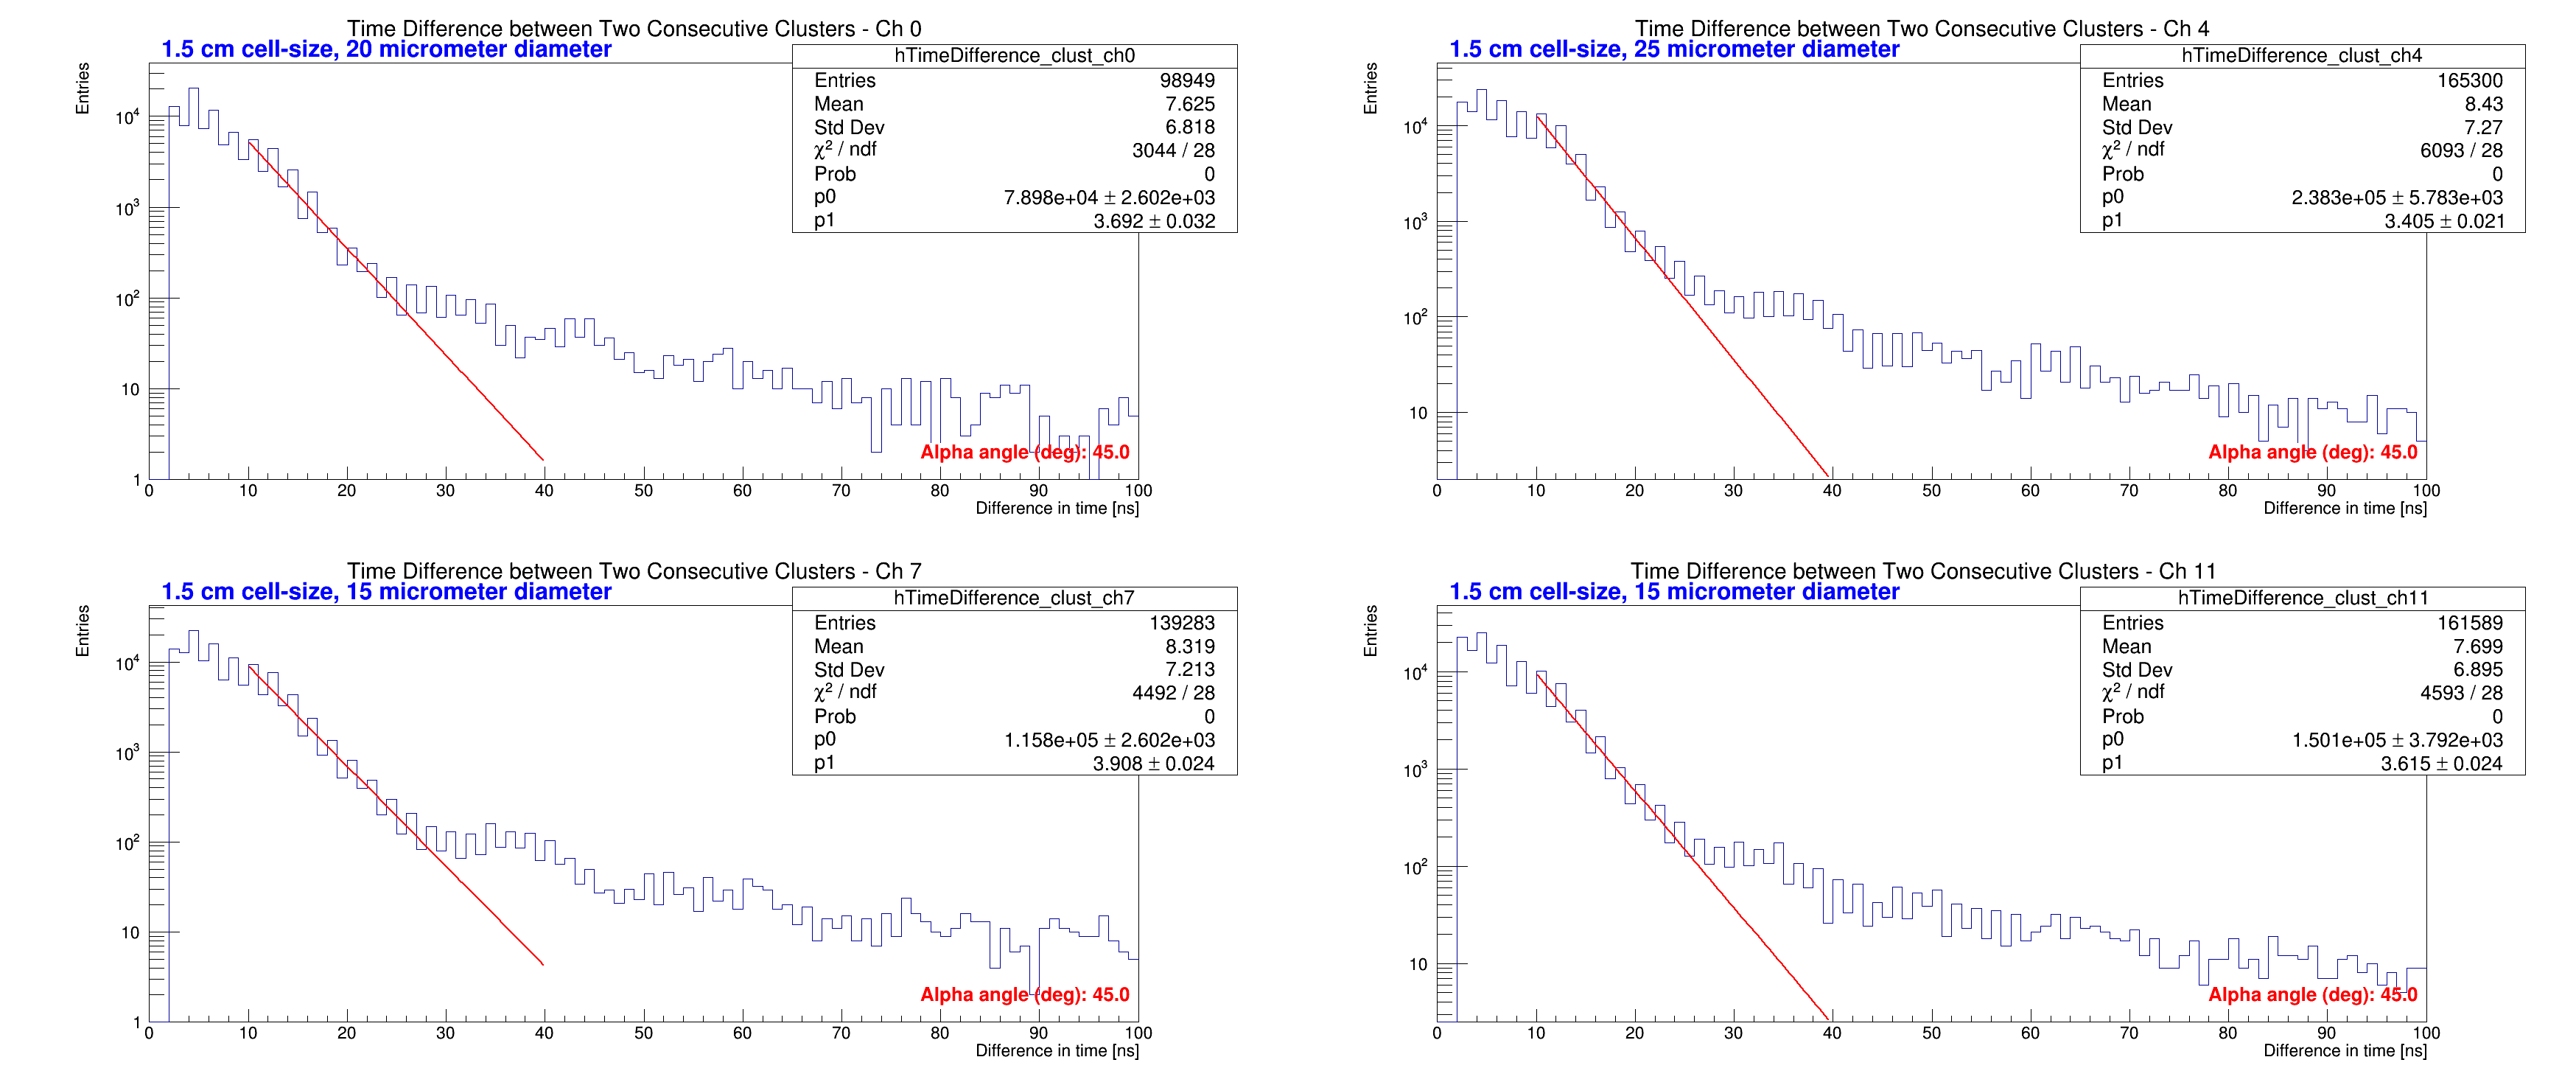 Time Difference between Two Consecutive Clusters - Ch 0
1.5 cm cell-size, 20 micrometer diameter
hTimeDifference_clust_ch0
Entries 98949
Mean 7.625
Std Dev 6.818
χ² / ndf 3044 / 28
Prob 0
p0 7.898e+04 ± 2.602e+03
p1 3.692 ± 0.032
Entries
10⁴
10³
10²
10
1
Alpha angle (deg): 45.0
0 10 20 30 40 50 60 70 80 90 100
Difference in time [ns]
Time Difference between Two Consecutive Clusters - Ch 4
1.5 cm cell-size, 25 micrometer diameter
hTimeDifference_clust_ch4
Entries 165300
Mean 8.43
Std Dev 7.27
χ² / ndf 6093 / 28
Prob 0
p0 2.383e+05 ± 5.783e+03
p1 3.405 ± 0.021
Entries
10⁴
10³
10²
10
Alpha angle (deg): 45.0
0 10 20 30 40 50 60 70 80 90 100
Difference in time [ns]
Time Difference between Two Consecutive Clusters - Ch 7
1.5 cm cell-size, 15 micrometer diameter
hTimeDifference_clust_ch7
Entries 139283
Mean 8.319
Std Dev 7.213
χ² / ndf 4492 / 28
Prob 0
p0 1.158e+05 ± 2.602e+03
p1 3.908 ± 0.024
Entries
10⁴
10³
10²
10
1
Alpha angle (deg): 45.0
0 10 20 30 40 50 60 70 80 90 100
Difference in time [ns]
Time Difference between Two Consecutive Clusters - Ch 11
1.5 cm cell-size, 15 micrometer diameter
hTimeDifference_clust_ch11
Entries 161589
Mean 7.699
Std Dev 6.895
χ² / ndf 4593 / 28
Prob 0
p0 1.501e+05 ± 3.792e+03
p1 3.615 ± 0.024
Entries
10⁴
10³
10²
10
Alpha angle (deg): 45.0
0 10 20 30 40 50 60 70 80 90 100
Difference in time [ns]